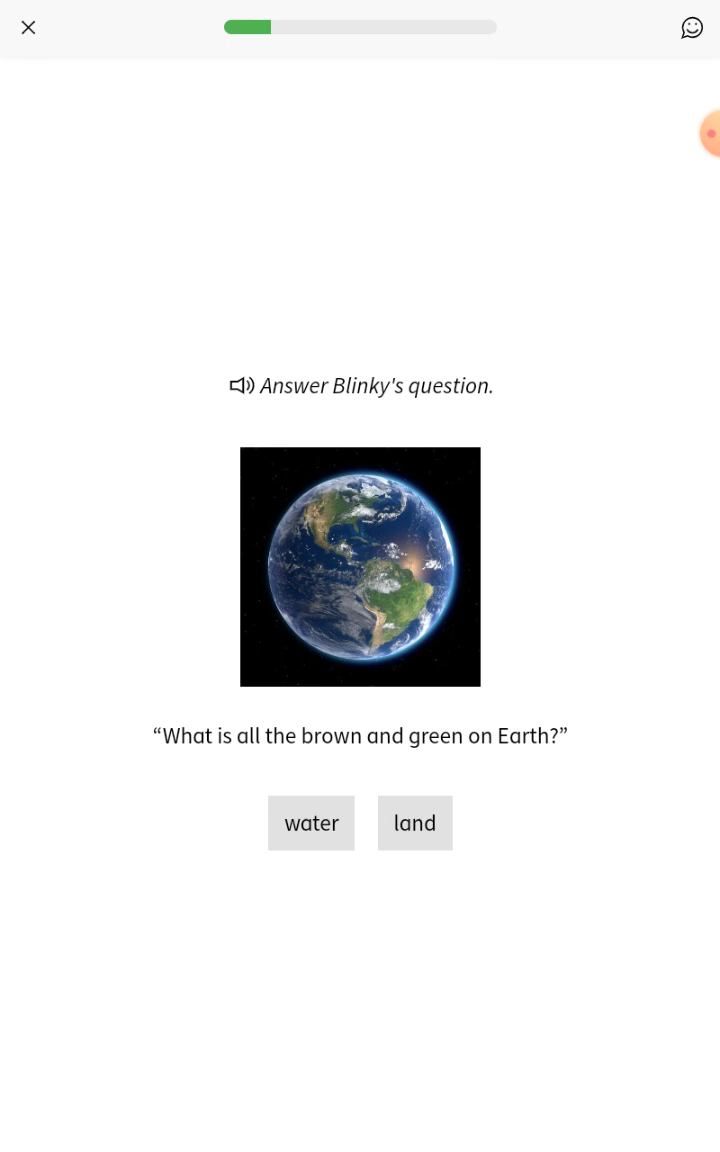 Answer Blinky's question.
“What is all the brown and green on Earth?”
water
land